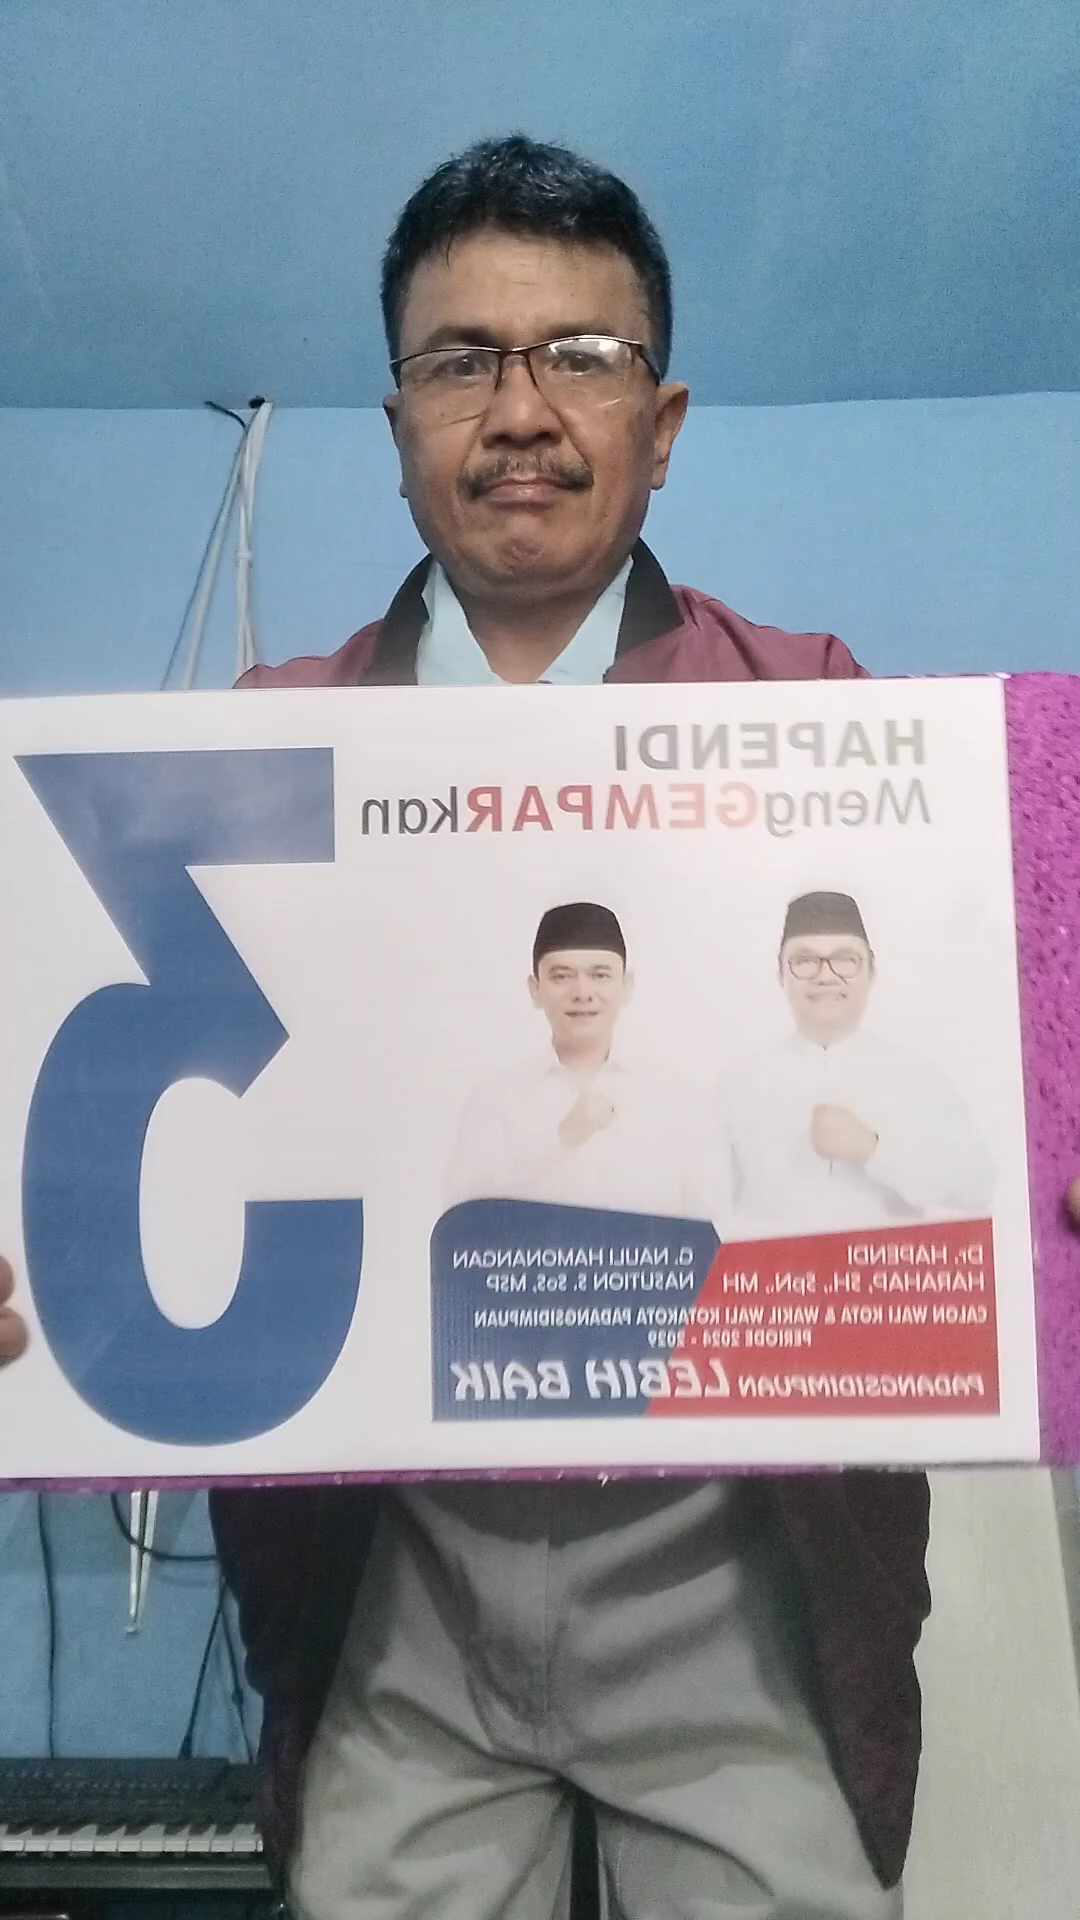 HAPENDI
MengGEMPARkan
3
Dr. HAPENDI
HARAHAP, SH., SpN., MH
G. NAULI HAMONANGAN
NASUTION S. Sos, MSP
CALON WALI KOTA & WAKIL WALI KOTAKOTA PADANGSIDIMPUAN
PERIODE 2024 - 2029
PADANGSIDIMPUAN LEBIH BAIK